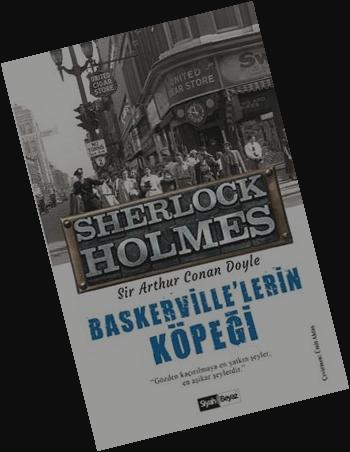 UNITED
CIGAR
STORE
UNITED
CIGAR STORE
SHERLOCK
HOLMES
Sir Arthur Conan Doyle
BASKERVILLE'LERİN
KÖPEĞİ
"Gözden kaçırılmaya en yatkın şeyler,
en aşikar şeylerdir."
Siyah Beyaz